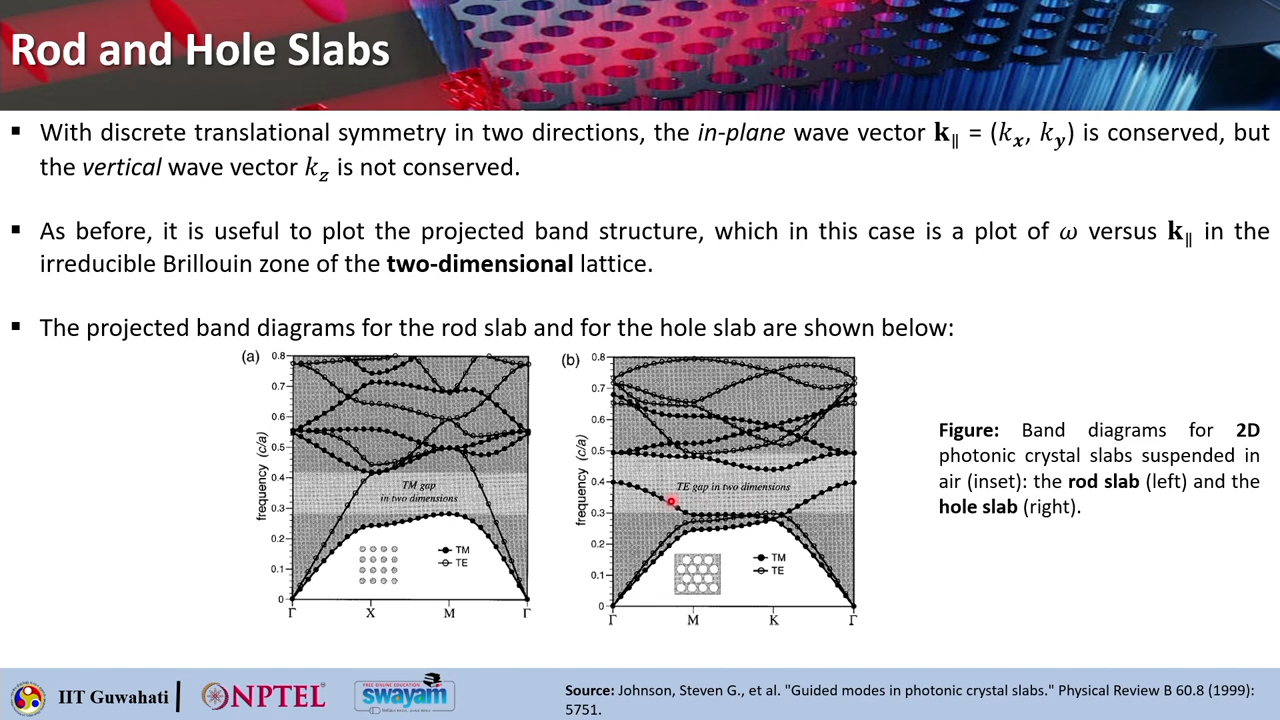 Rod and Hole Slabs
▪ With discrete translational symmetry in two directions, the in-plane wave vector k∥ = (kx, ky) is conserved, but
the vertical wave vector kz is not conserved.
▪ As before, it is useful to plot the projected band structure, which in this case is a plot of ω versus k∥ in the
irreducible Brillouin zone of the two-dimensional lattice.
▪ The projected band diagrams for the rod slab and for the hole slab are shown below:
(a)
0.8
0.7
0.6
0.5
0.4
0.3
0.2
0.1
0
frequency (c/a)
TM gap
in two dimensions
TM
TE
Γ X M Γ
(b)
0.8
0.7
0.6
0.5
0.4
0.3
0.2
0.1
0
frequency (c/a)
TE gap in two dimensions
TM
TE
Γ M K Γ
Figure: Band diagrams for 2D
photonic crystal slabs suspended in
air (inset): the rod slab (left) and the
hole slab (right).
IIT Guwahati
NPTEL
FREE ONLINE EDUCATION
swayam
Source: Johnson, Steven G., et al. "Guided modes in photonic crystal slabs." Physical Review B 60.8 (1999):
5751.